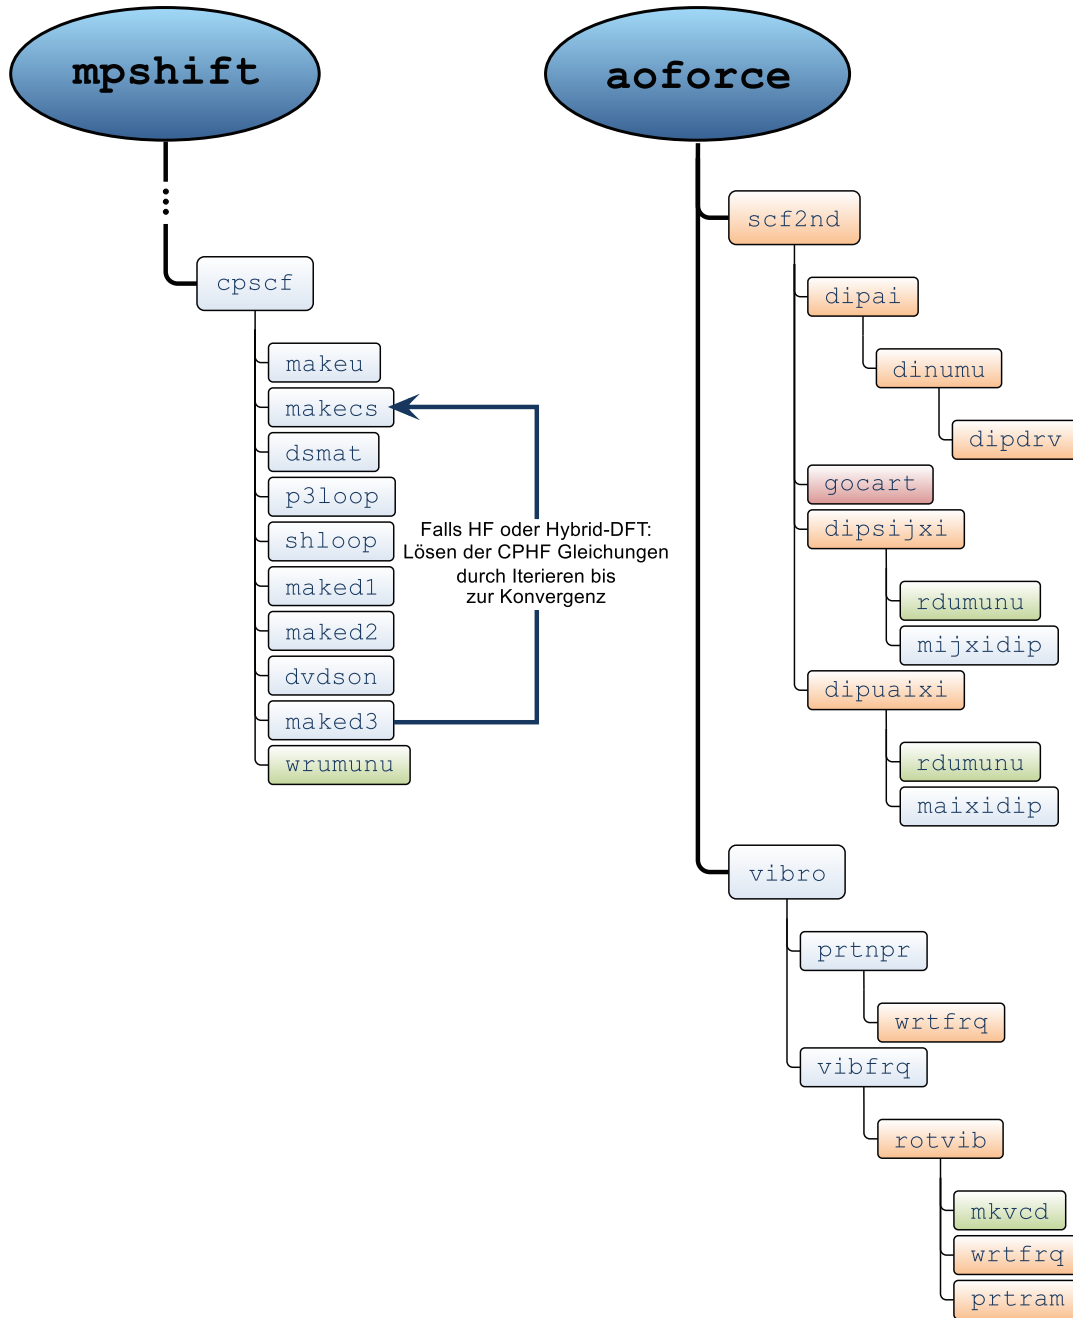 mpshift
cpscf
makeu
makecs
dsmat
p3loop
shloop
maked1
maked2
dvdson
maked3
wrumunu
Falls HF oder Hybrid-DFT:
Lösen der CPHF Gleichungen
durch Iterieren bis
zur Konvergenz
aoforce
scf2nd
dipai
dinumu
dipdrv
gocart
dipsijxi
rdumunu
mijxidip
dipuaixi
rdumunu
maixidip
vibro
prtnpr
wrtfrq
vibfrq
rotvib
mkvcd
wrtfrq
prtram